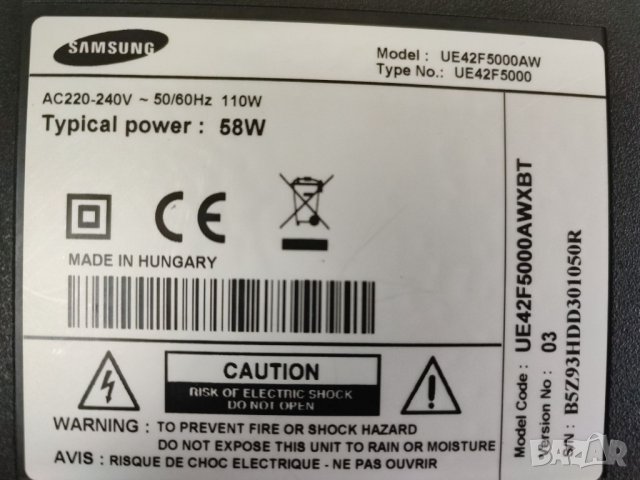 SAMSUNG
Model : UE42F5000AW
Type No.: UE42F5000
AC220-240V ~ 50/60Hz 110W
Typical power : 58W
CE
MADE IN HUNGARY
CAUTION
RISK OF ELECTRIC SHOCK
DO NOT OPEN
WARNING : TO PREVENT FIRE OR SHOCK HAZARD
DO NOT EXPOSE THIS UNIT TO RAIN OR MOISTURE
AVIS : RISQUE DE CHOC ELECTRIQUE - NE PAS OUVRIR
Model Code : UE42F5000AWXBT
Version No : 03
S/N : B5Z93HDD301050R
BAZAR